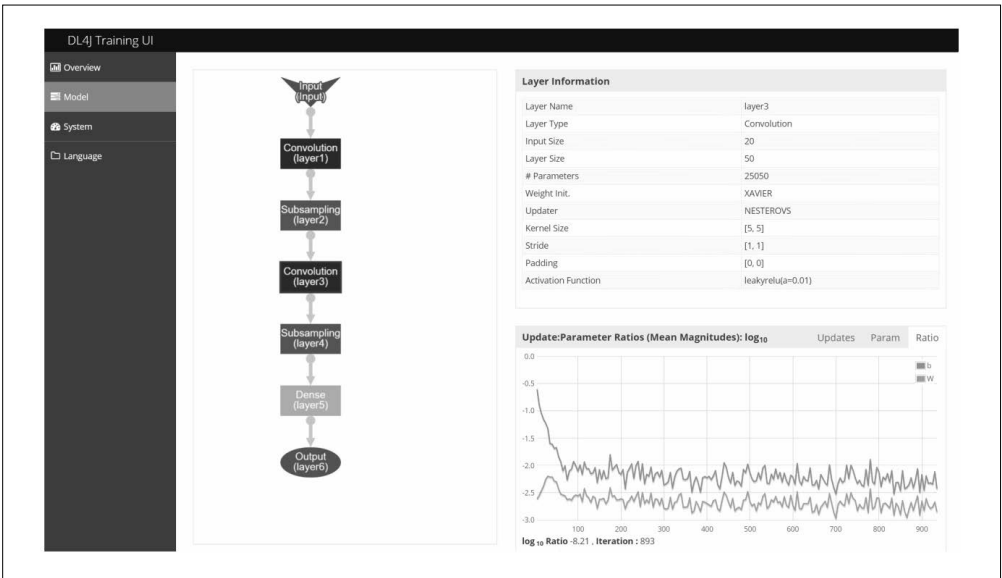 DL4J Training UI
Overview
Model
System
Language
Input
(Input)
Convolution
(layer1)
Subsampling
(layer2)
Convolution
(layer3)
Subsampling
(layer4)
Dense
(layer5)
Output
(layer6)
Layer Information
Layer Name layer3
Layer Type Convolution
Input Size 20
Layer Size 50
# Parameters 25050
Weight Init. XAVIER
Updater NESTEROVS
Kernel Size [5, 5]
Stride [1, 1]
Padding [0, 0]
Activation Function leakyrelu(a=0.01)
Update:Parameter Ratios (Mean Magnitudes): log₁₀ Updates Param Ratio
b
W
0.0
-0.5
-1.0
-1.5
-2.0
-2.5
-3.0
100 200 300 400 500 600 700 800 900
log ₁₀ Ratio -8.21 , Iteration : 893